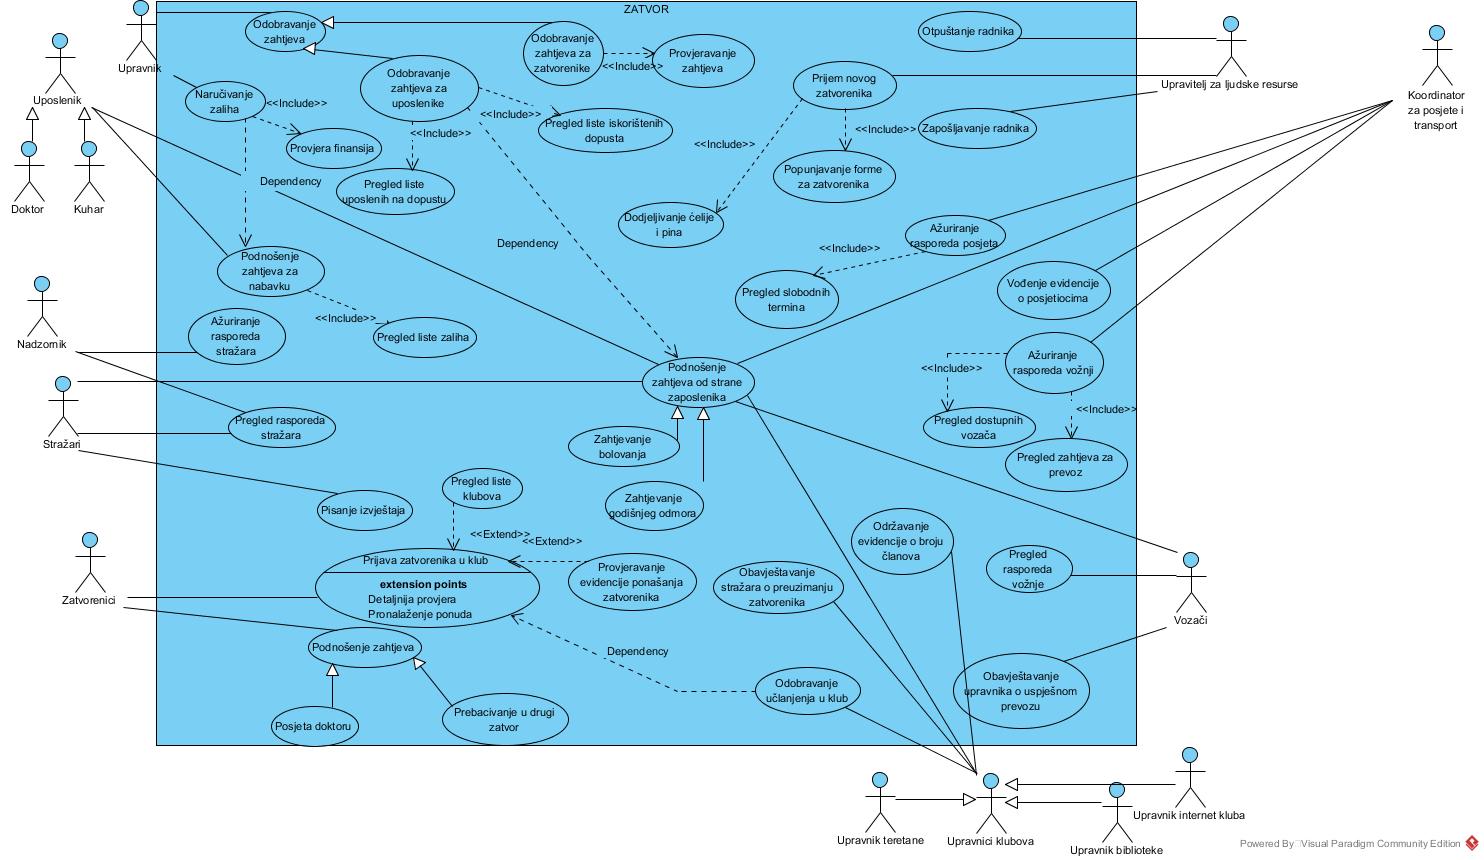 ZATVOR
Upravnik
Uposlenik
Doktor
Kuhar
Nadzornik
Stražari
Zatvorenici
Odobravanje
zahtjeva
Odobravanje
zahtjeva za
zatvorenike
<<Include>>
Provjeravanje
zahtjeva
Odobravanje
zahtjeva za
uposlenike
<<Include>>
Pregled liste iskorištenih
dopusta
<<Include>>
Pregled liste
uposlenih na dopustu
Naručivanje
zaliha
<<Include>>
Provjera finansija
Dependency
Podnošenje
zahtjeva za
nabavku
<<Include>>
Pregled liste zaliha
Dependency
Ažuriranje
rasporeda
stražara
Pregled rasporeda
stražara
Pisanje izvještaja
Otpuštanje radnika
Prijem novog
zatvorenika
<<Include>>
Zapošljavanje radnika
<<Include>>
Popunjavanje forme
za zatvorenika
Dodjeljivanje ćelije
i pina
Ažuriranje
rasporeda posjeta
<<Include>>
Pregled slobodnih
termina
Vođenje evidencije
o posjetiocima
Ažuriranje
rasporeda vožnji
<<Include>>
<<Include>>
Pregled dostupnih
vozača
Pregled zahtjeva za
prevoz
Podnošenje
zahtjeva od strane
zaposlenika
Zahtjevanje
bolovanja
Zahtjevanje
godišnjeg odmora
Pregled liste
klubova
<<Extend>>
<<Extend>>
Prijava zatvorenika u klub
extension points
Detaljnija provjera
Pronalaženje ponuda
Provjeravanje
evidencije ponašanja
zatvorenika
Podnošenje zahtjeva
Posjeta doktoru
Prebacivanje u drugi
zatvor
Dependency
Obavještavanje
stražara o preuzimanju
zatvorenika
Održavanje
evidencije o broju
članova
Odobravanje
učlanjenja u klub
Pregled
rasporeda
vožnje
Obavještavanje
upravnika o uspješnom
prevozu
Upravitelj za ljudske resurse
Koordinator
za posjete i
transport
Vozači
Upravnik teretane
Upravnici klubova
Upravnik biblioteke
Upravnik internet kluba
Powered By Visual Paradigm Community Edition